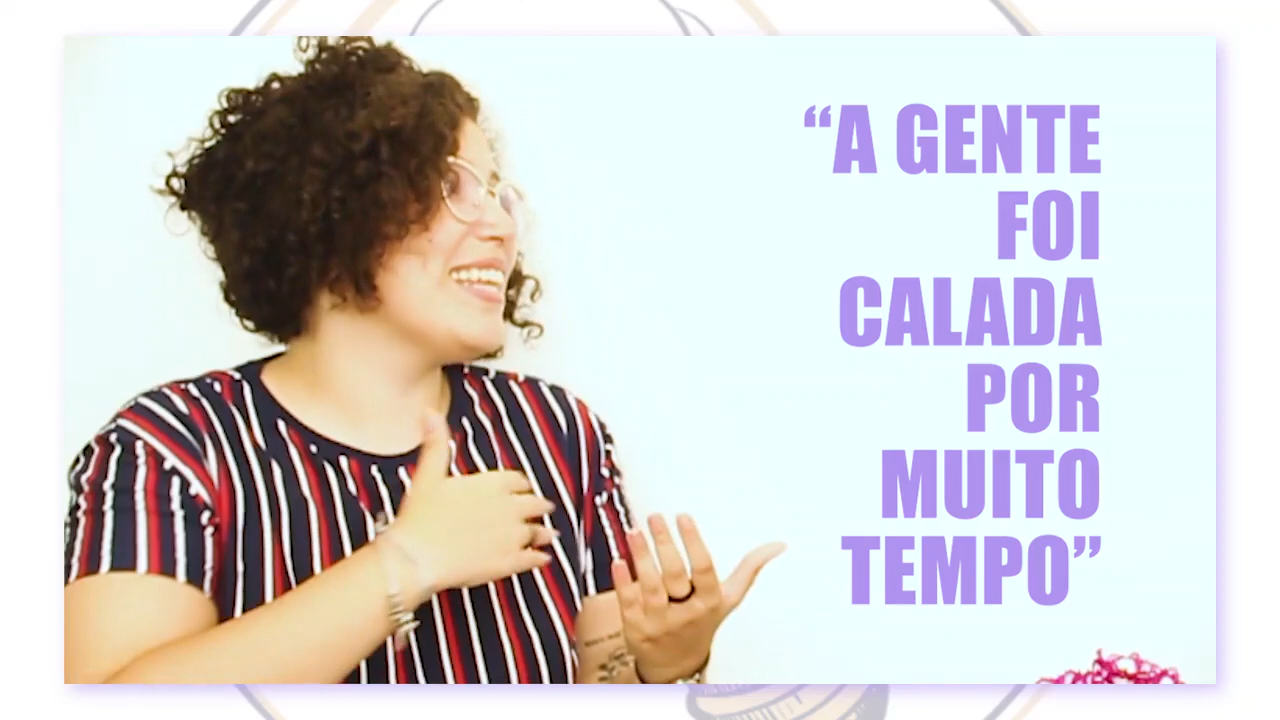 “A GENTE
FOI
CALADA
POR
MUITO
TEMPO”